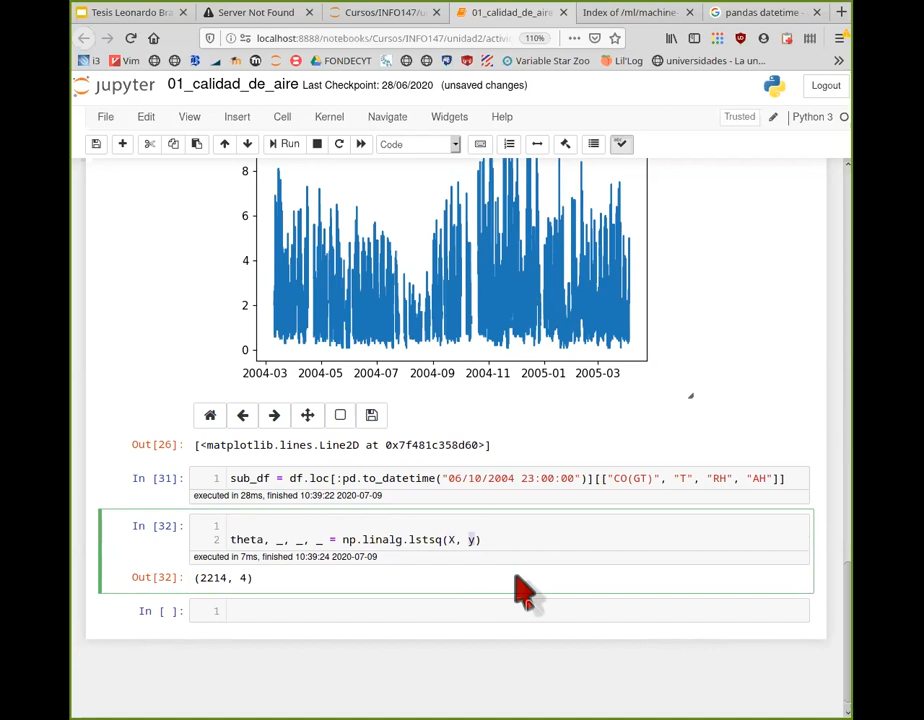 Tesis Leonardo Bra
Server Not Found
Cursos/INFO147/u
01_calidad_de_aire
Index of /ml/machine-
pandas datetime -
localhost:8888/notebooks/Cursos/INFO147/unidad2/activ
110%
i3
Vim
FONDECYT
Variable Star Zoo
Lil'Log
universidades - La un...
jupyter 01_calidad_de_aire Last Checkpoint: 28/06/2020 (unsaved changes)
Logout
File Edit View Insert Cell Kernel Navigate Widgets Help
Trusted
Python 3
Run
Code
8
6
4
2
0
2004-03 2004-05 2004-07 2004-09 2004-11 2005-01 2005-03
Out[26]: [<matplotlib.lines.Line2D at 0x7f481c358d60>]
In [31]: 1 sub_df = df.loc[:pd.to_datetime("06/10/2004 23:00:00")][["CO(GT)", "T", "RH", "AH"]]
executed in 28ms, finished 10:39:22 2020-07-09
In [32]: 1
2 theta, _, _, _ = np.linalg.lstsq(X, y)
executed in 7ms, finished 10:39:24 2020-07-09
Out[32]: (2214, 4)
In [ ]: 1